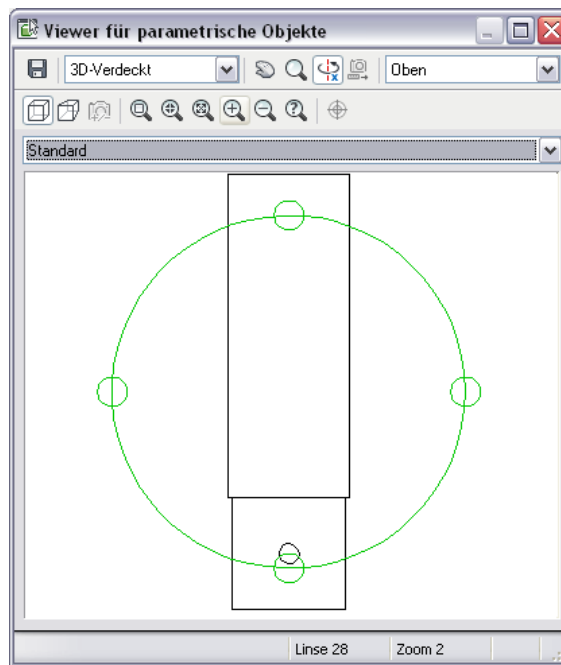 Viewer für parametrische Objekte
3D-Verdeckt
Oben
Standard
Linse 28
Zoom 2